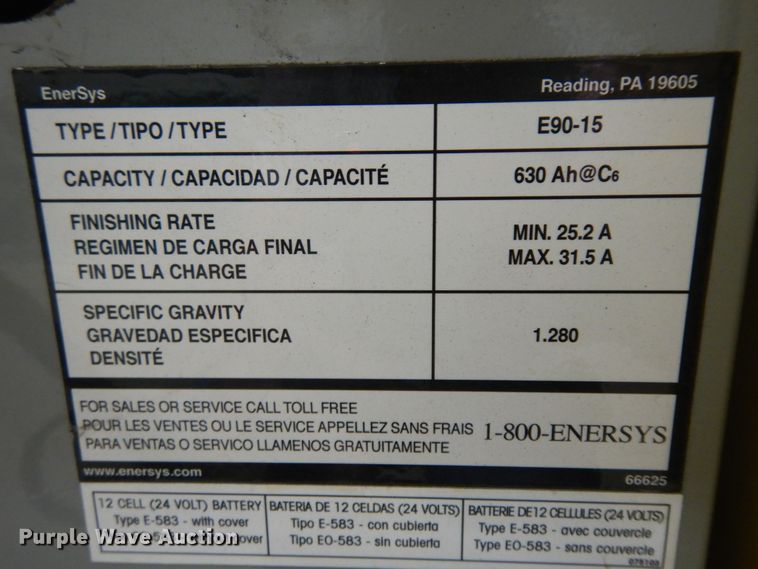 EnerSys Reading, PA 19605
TYPE / TIPO / TYPE E90-15
CAPACITY / CAPACIDAD / CAPACITÉ 630 Ah@C6
FINISHING RATE
REGIMEN DE CARGA FINAL
FIN DE LA CHARGE
MIN. 25.2 A
MAX. 31.5 A
SPECIFIC GRAVITY
GRAVEDAD ESPECIFICA
DENSITÉ
1.280
FOR SALES OR SERVICE CALL TOLL FREE
POUR LES VENTES OU LE SERVICE APPELLEZ SANS FRAIS
PARA VENTAS O SERVICO LLAMENOS GRATUITAMENTE
1-800-ENERSYS
www.enersys.com 66625
12 CELL (24 VOLT) BATTERY
Type E-583 - with cover
over
BATERIA DE 12 CELDAS (24 VOLTS)
Tipo E-583 - con cubierta
Tipo EO-583 - sin cubierta
BATTERIE DE 12 CELLULES (24 VOLTS)
Type E-583 - avec couvercle
Type EO-583 - sans couvercle
Purple Wave Auction